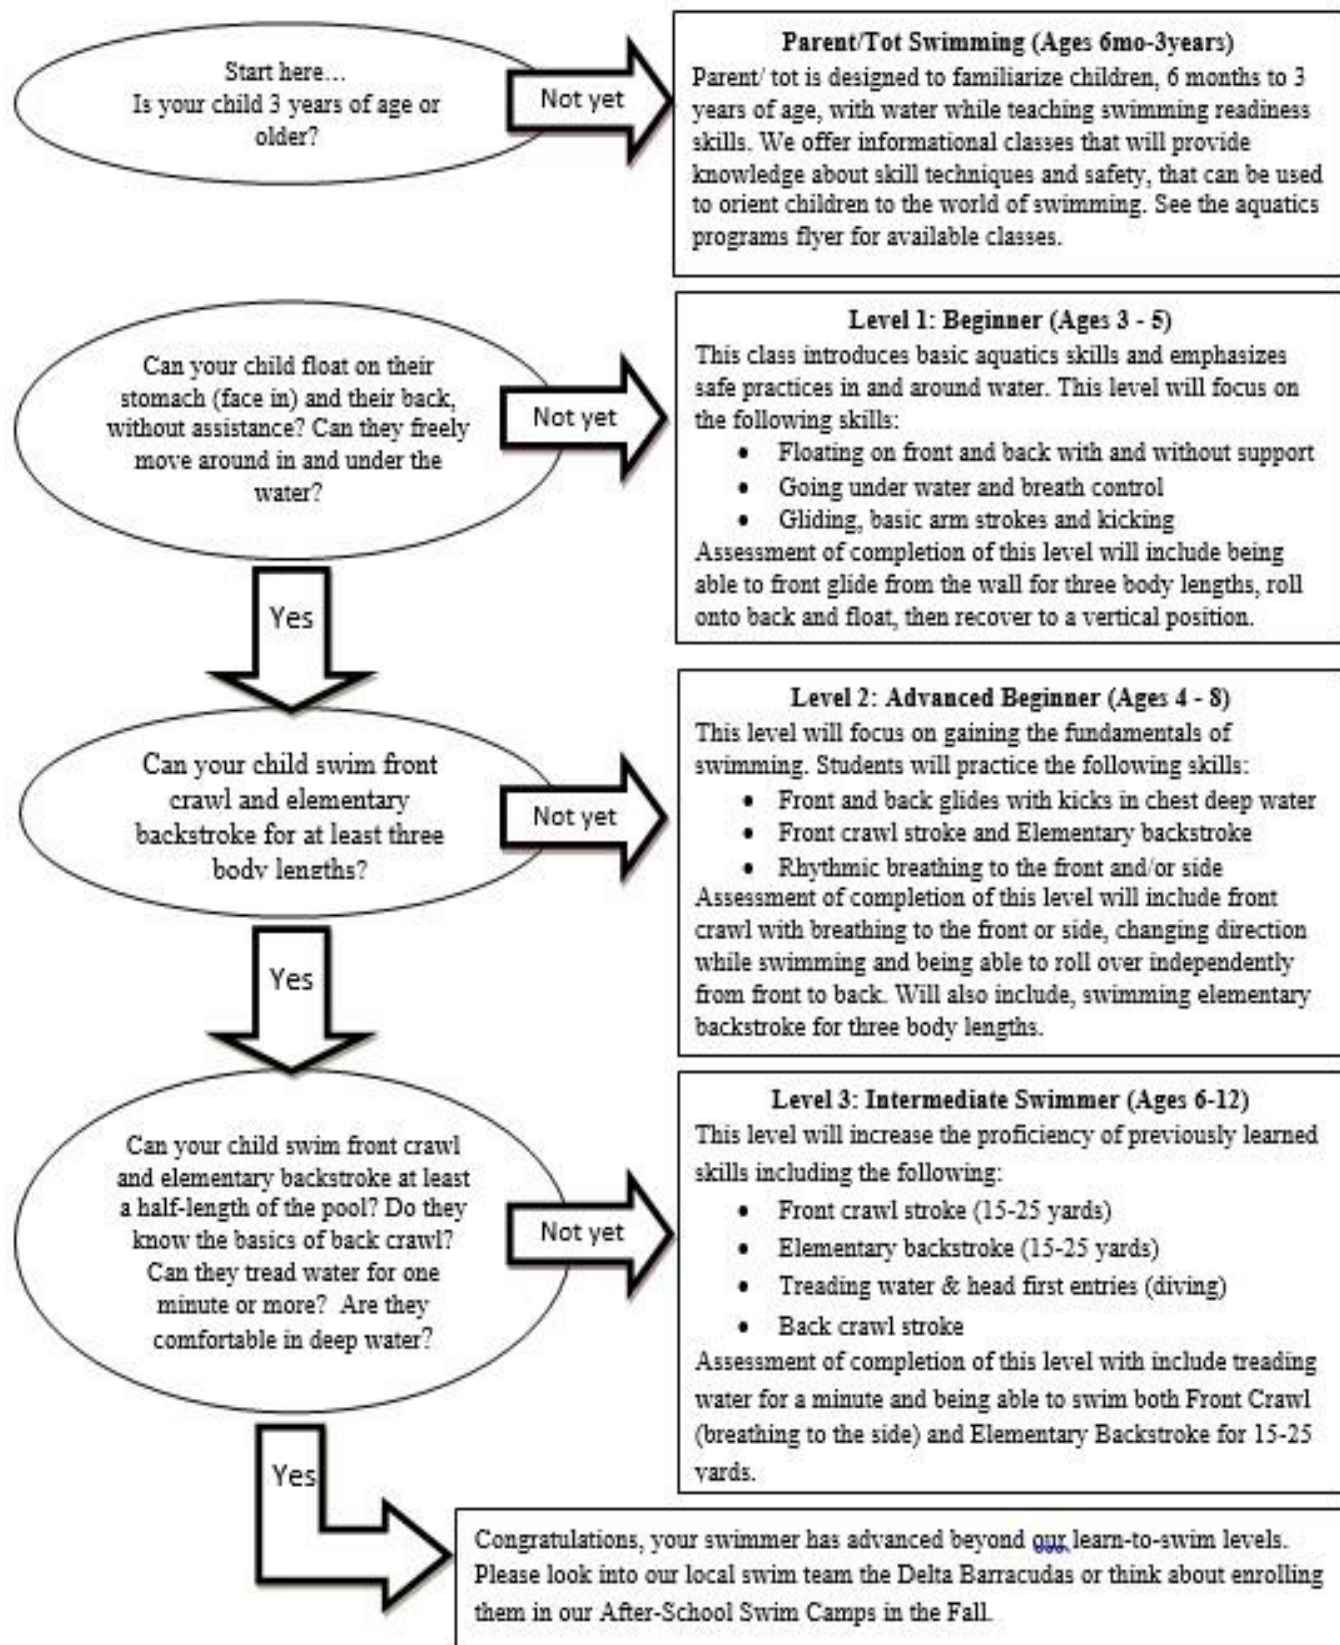 Start here...
Is your child 3 years of age or
older?
Not yet
Parent/Tot Swimming (Ages 6mo-3years)
Parent/ tot is designed to familiarize children, 6 months to 3
years of age, with water while teaching swimming readiness
skills. We offer informational classes that will provide
knowledge about skill techniques and safety, that can be used
to orient children to the world of swimming. See the aquatics
programs flyer for available classes.
Can your child float on their
stomach (face in) and their back,
without assistance? Can they freely
move around in and under the
water?
Not yet
Level 1: Beginner (Ages 3 - 5)
This class introduces basic aquatics skills and emphasizes
safe practices in and around water. This level will focus on
the following skills:
• Floating on front and back with and without support
• Going under water and breath control
• Gliding, basic arm strokes and kicking
Assessment of completion of this level will include being
able to front glide from the wall for three body lengths, roll
onto back and float, then recover to a vertical position.
Yes
Can your child swim front
crawl and elementary
backstroke for at least three
body lengths?
Not yet
Level 2: Advanced Beginner (Ages 4 - 8)
This level will focus on gaining the fundamentals of
swimming. Students will practice the following skills:
• Front and back glides with kicks in chest deep water
• Front crawl stroke and Elementary backstroke
• Rhythmic breathing to the front and/or side
Assessment of completion of this level will include front
crawl with breathing to the front or side, changing direction
while swimming and being able to roll over independently
from front to back. Will also include, swimming elementary
backstroke for three body lengths.
Yes
Can your child swim front crawl
and elementary backstroke at least
a half-length of the pool? Do they
know the basics of back crawl?
Can they tread water for one
minute or more? Are they
comfortable in deep water?
Not yet
Level 3: Intermediate Swimmer (Ages 6-12)
This level will increase the proficiency of previously learned
skills including the following:
• Front crawl stroke (15-25 yards)
• Elementary backstroke (15-25 yards)
• Treading water & head first entries (diving)
• Back crawl stroke
Assessment of completion of this level with include treading
water for a minute and being able to swim both Front Crawl
(breathing to the side) and Elementary Backstroke for 15-25
yards.
Yes
Congratulations, your swimmer has advanced beyond our learn-to-swim levels.
Please look into our local swim team the Delta Barracudas or think about enrolling
them in our After-School Swim Camps in the Fall.